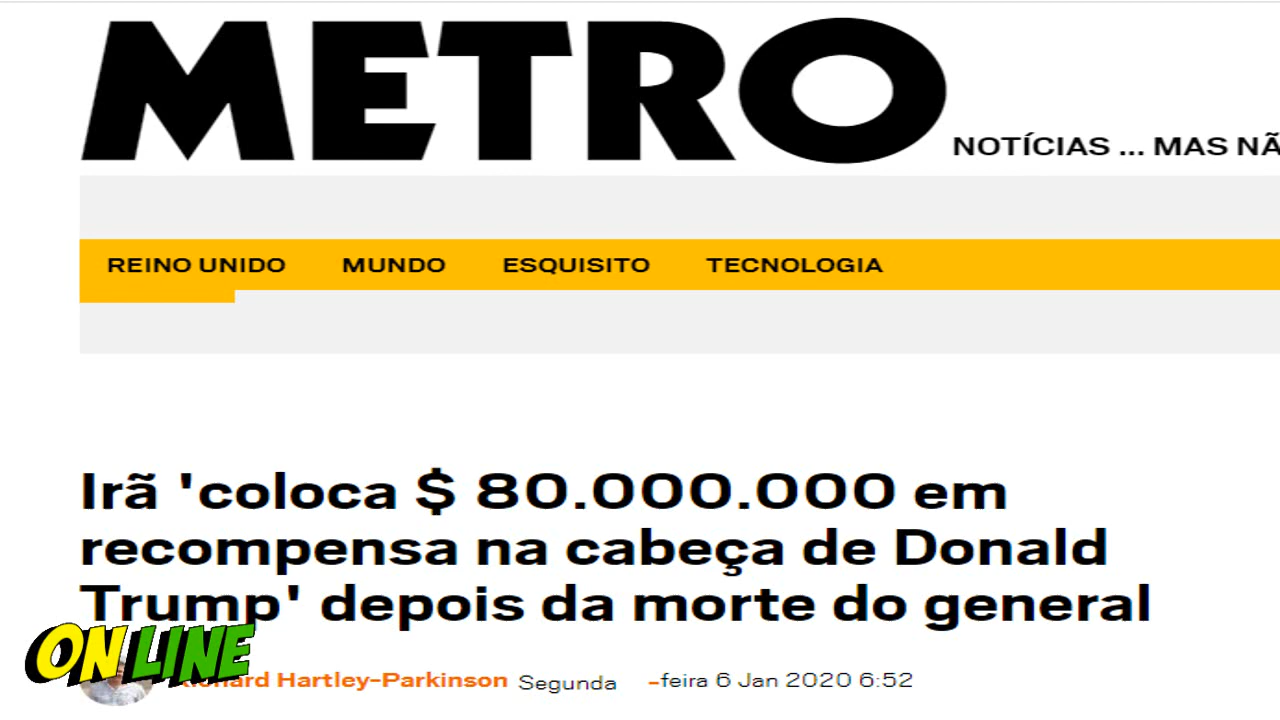 METRO
NOTÍCIAS ... MAS NÃ
REINO UNIDO MUNDO ESQUISITO TECNOLOGIA
Irã 'coloca $ 80.000.000 em
recompensa na cabeça de Donald
Trump' depois da morte do general
ON LINE
Hartley-Parkinson Segunda -feira 6 Jan 2020 6:52